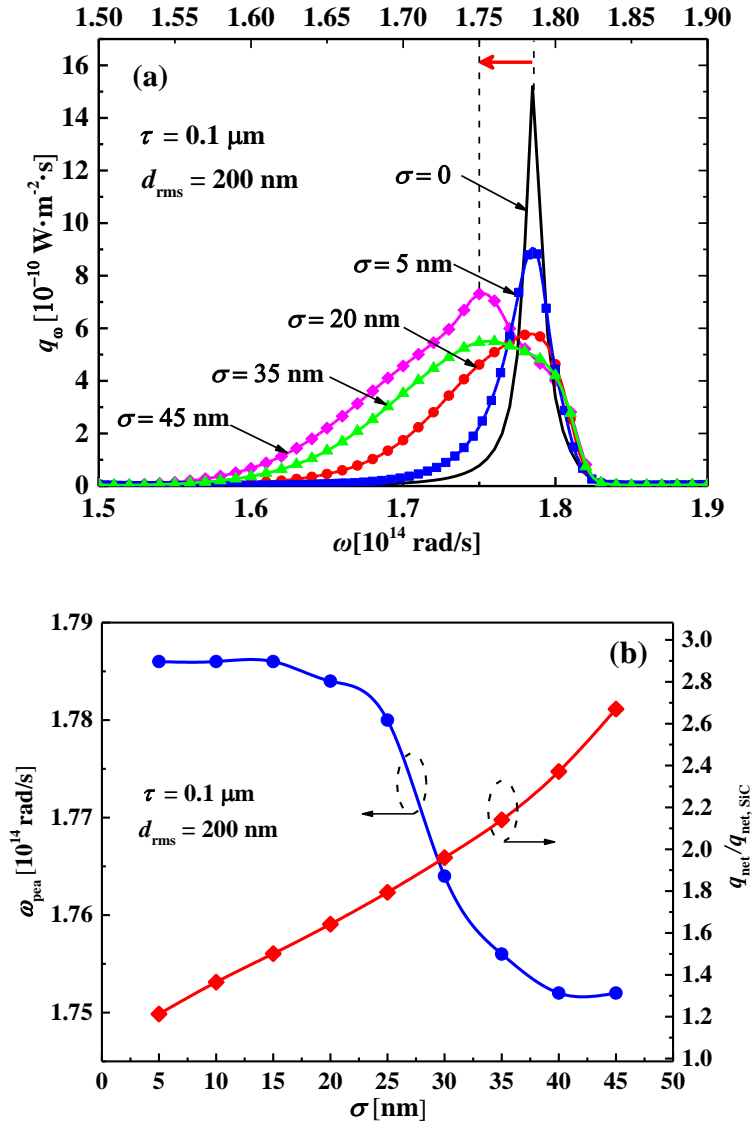 1.50 1.55 1.60 1.65 1.70 1.75 1.80 1.85 1.90
(a)
16
14
12
10
8
6
4
2
0
q_ω [10⁻¹⁰ W·m⁻²·s]
τ = 0.1 μm
d_rms = 200 nm
σ = 0
σ = 5 nm
σ = 20 nm
σ = 35 nm
σ = 45 nm
1.5 1.6 1.7 1.8 1.9
ω[10¹⁴ rad/s]
(b)
1.79
1.78
1.77
1.76
1.75
ω_pea [10¹⁴ rad/s]
τ = 0.1 μm
d_rms = 200 nm
3.0
2.8
2.6
2.4
2.2
2.0
1.8
1.6
1.4
1.2
1.0
q_net/q_net, SiC
0 5 10 15 20 25 30 35 40 45 50
σ [nm]